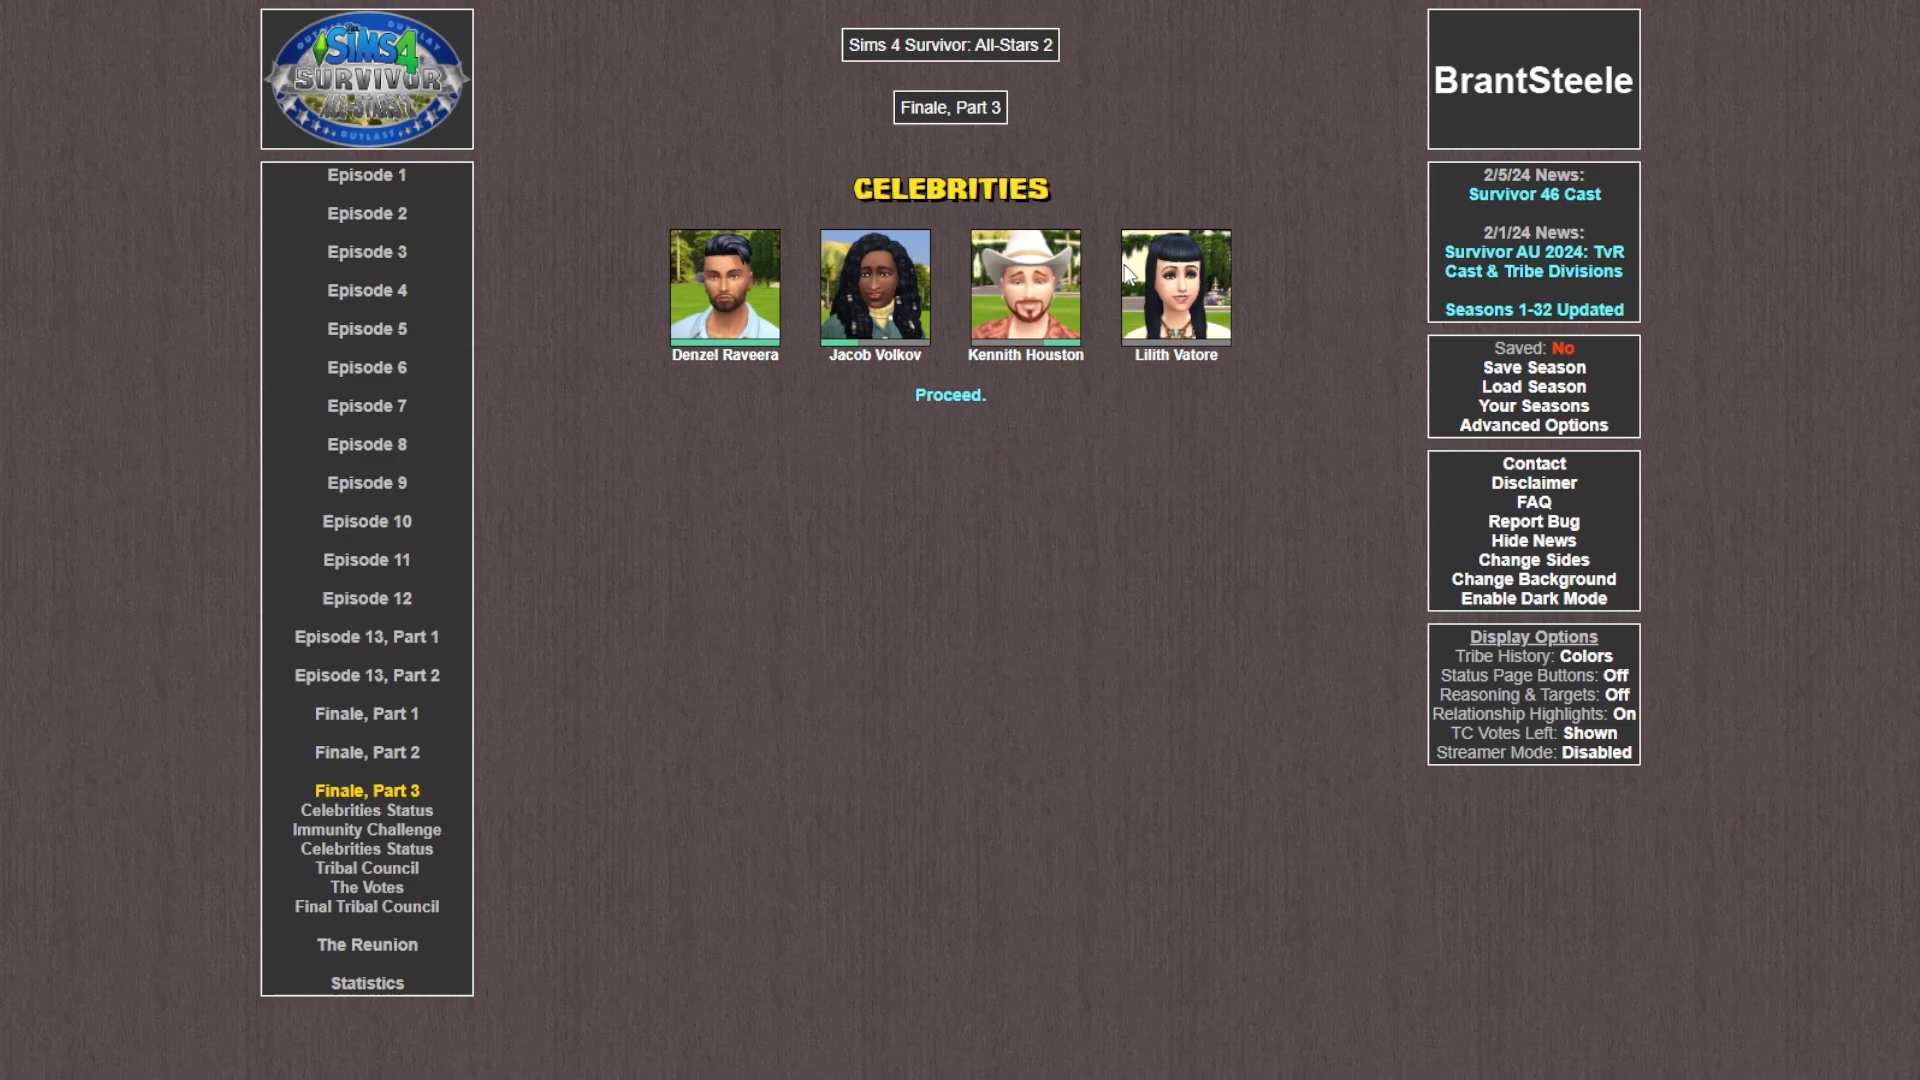 THE SIMS 4
SURVIVOR
ALL-STARS 2
OUTLAST
Episode 1
Episode 2
Episode 3
Episode 4
Episode 5
Episode 6
Episode 7
Episode 8
Episode 9
Episode 10
Episode 11
Episode 12
Episode 13, Part 1
Episode 13, Part 2
Finale, Part 1
Finale, Part 2
Finale, Part 3
Celebrities Status
Immunity Challenge
Celebrities Status
Tribal Council
The Votes
Final Tribal Council
The Reunion
Statistics
Sims 4 Survivor: All-Stars 2
Finale, Part 3
CELEBRITIES
Denzel Raveera
Jacob Volkov
Kennith Houston
Lilith Vatore
Proceed.
BrantSteele
2/5/24 News:
Survivor 46 Cast
2/1/24 News:
Survivor AU 2024: TvR
Cast & Tribe Divisions
Seasons 1-32 Updated
Saved: No
Save Season
Load Season
Your Seasons
Advanced Options
Contact
Disclaimer
FAQ
Report Bug
Hide News
Change Sides
Change Background
Enable Dark Mode
Display Options
Tribe History: Colors
Status Page Buttons: Off
Reasoning & Targets: Off
Relationship Highlights: On
TC Votes Left: Shown
Streamer Mode: Disabled